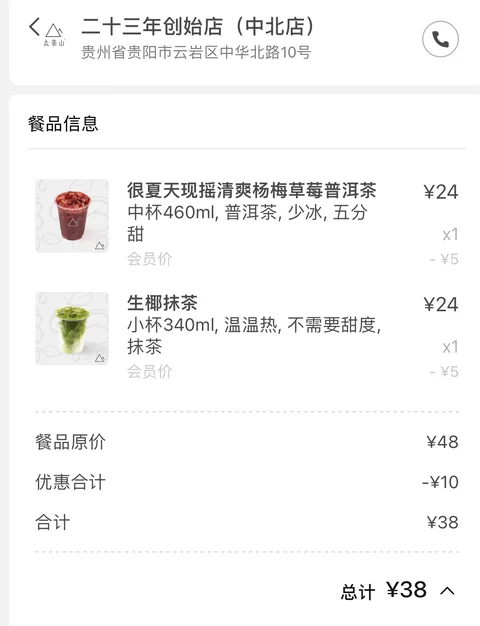 二十三年创始店（中北店）
去茶山
贵州省贵阳市云岩区中华北路10号
餐品信息
很夏天现摇清爽杨梅草莓普洱茶
¥24
中杯460ml, 普洱茶, 少冰, 五分
甜
x1
会员价
- ¥5
生椰抹茶
¥24
小杯340ml, 温温热, 不需要甜度,
抹茶
x1
会员价
- ¥5
餐品原价
¥48
优惠合计
-¥10
合计
¥38
总计 ¥38